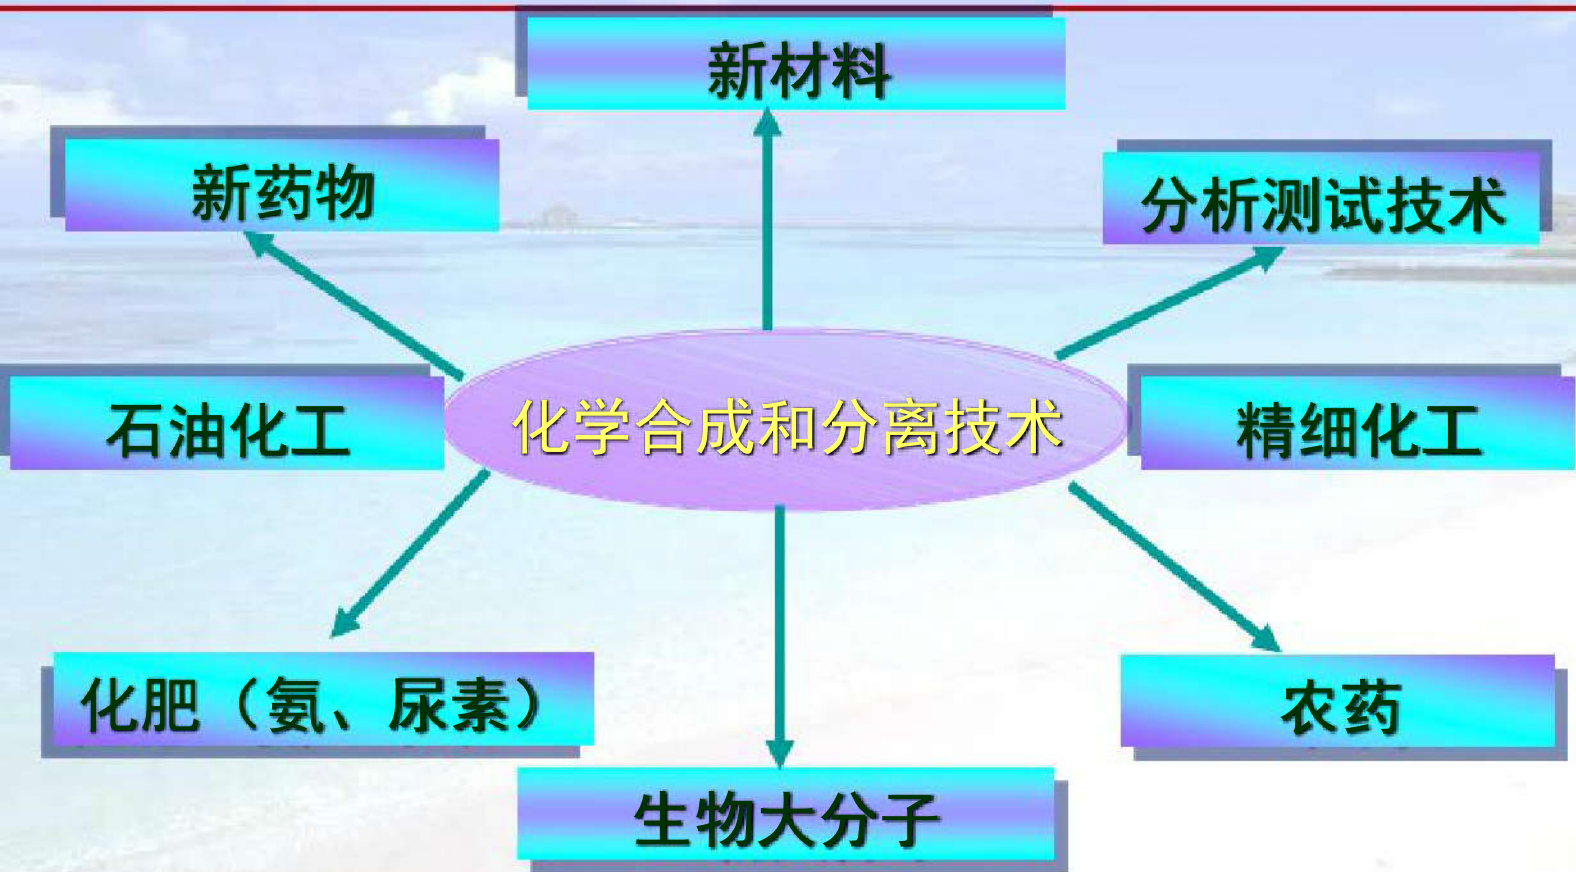 新材料
新药物
分析测试技术
石油化工
化学合成和分离技术
精细化工
化肥（氨、尿素）
农药
生物大分子